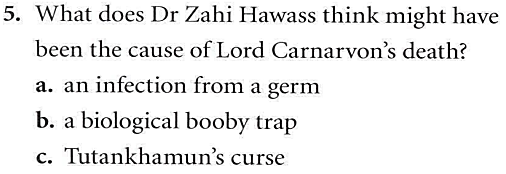 5. What does Dr Zahi Hawass think might have
been the cause of Lord Carnarvon's death?
a. an infection from a germ
b. a biological booby trap
c. Tutankhamun's curse